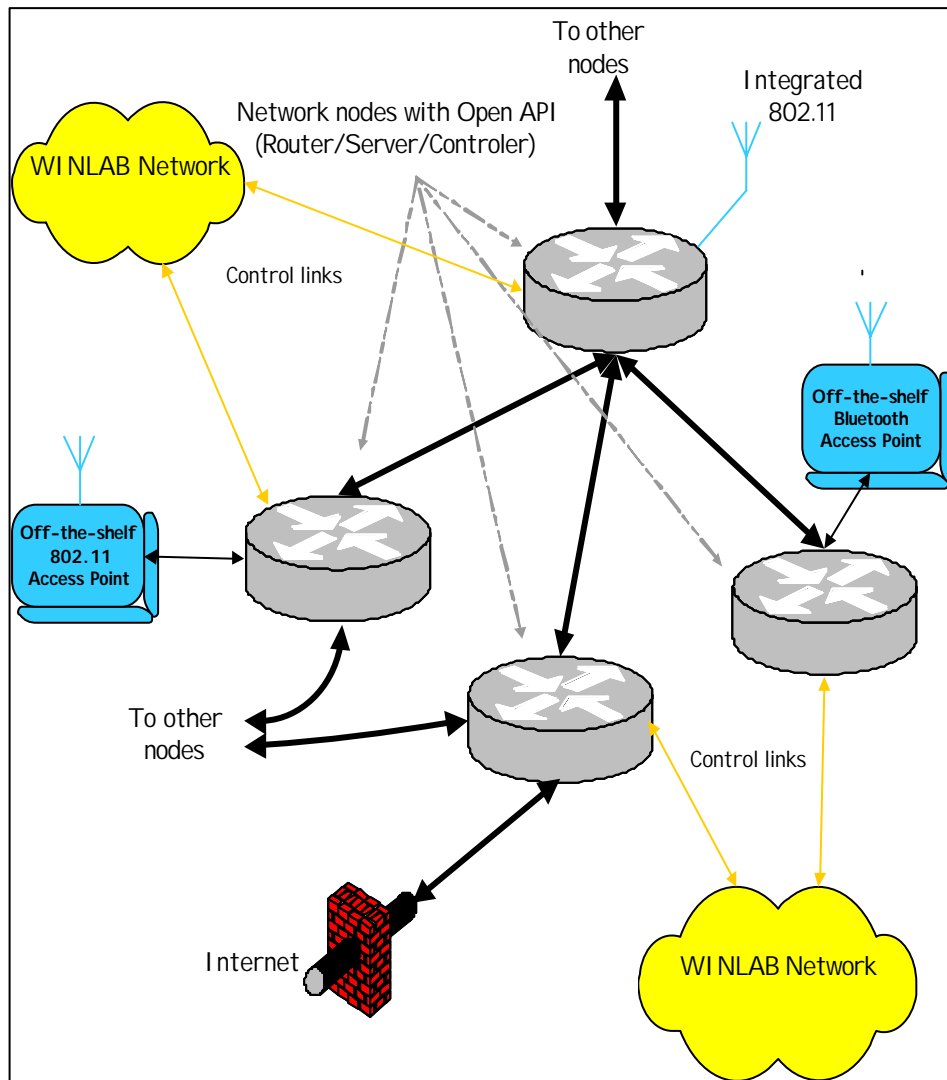 To other
nodes
Integrated
802.11
Network nodes with Open API
(Router/Server/Controler)
WINLAB Network
Control links
Off-the-shelf
Bluetooth
Access Point
Off-the-shelf
802.11
Access Point
To other
nodes
Control links
Internet
WINLAB Network